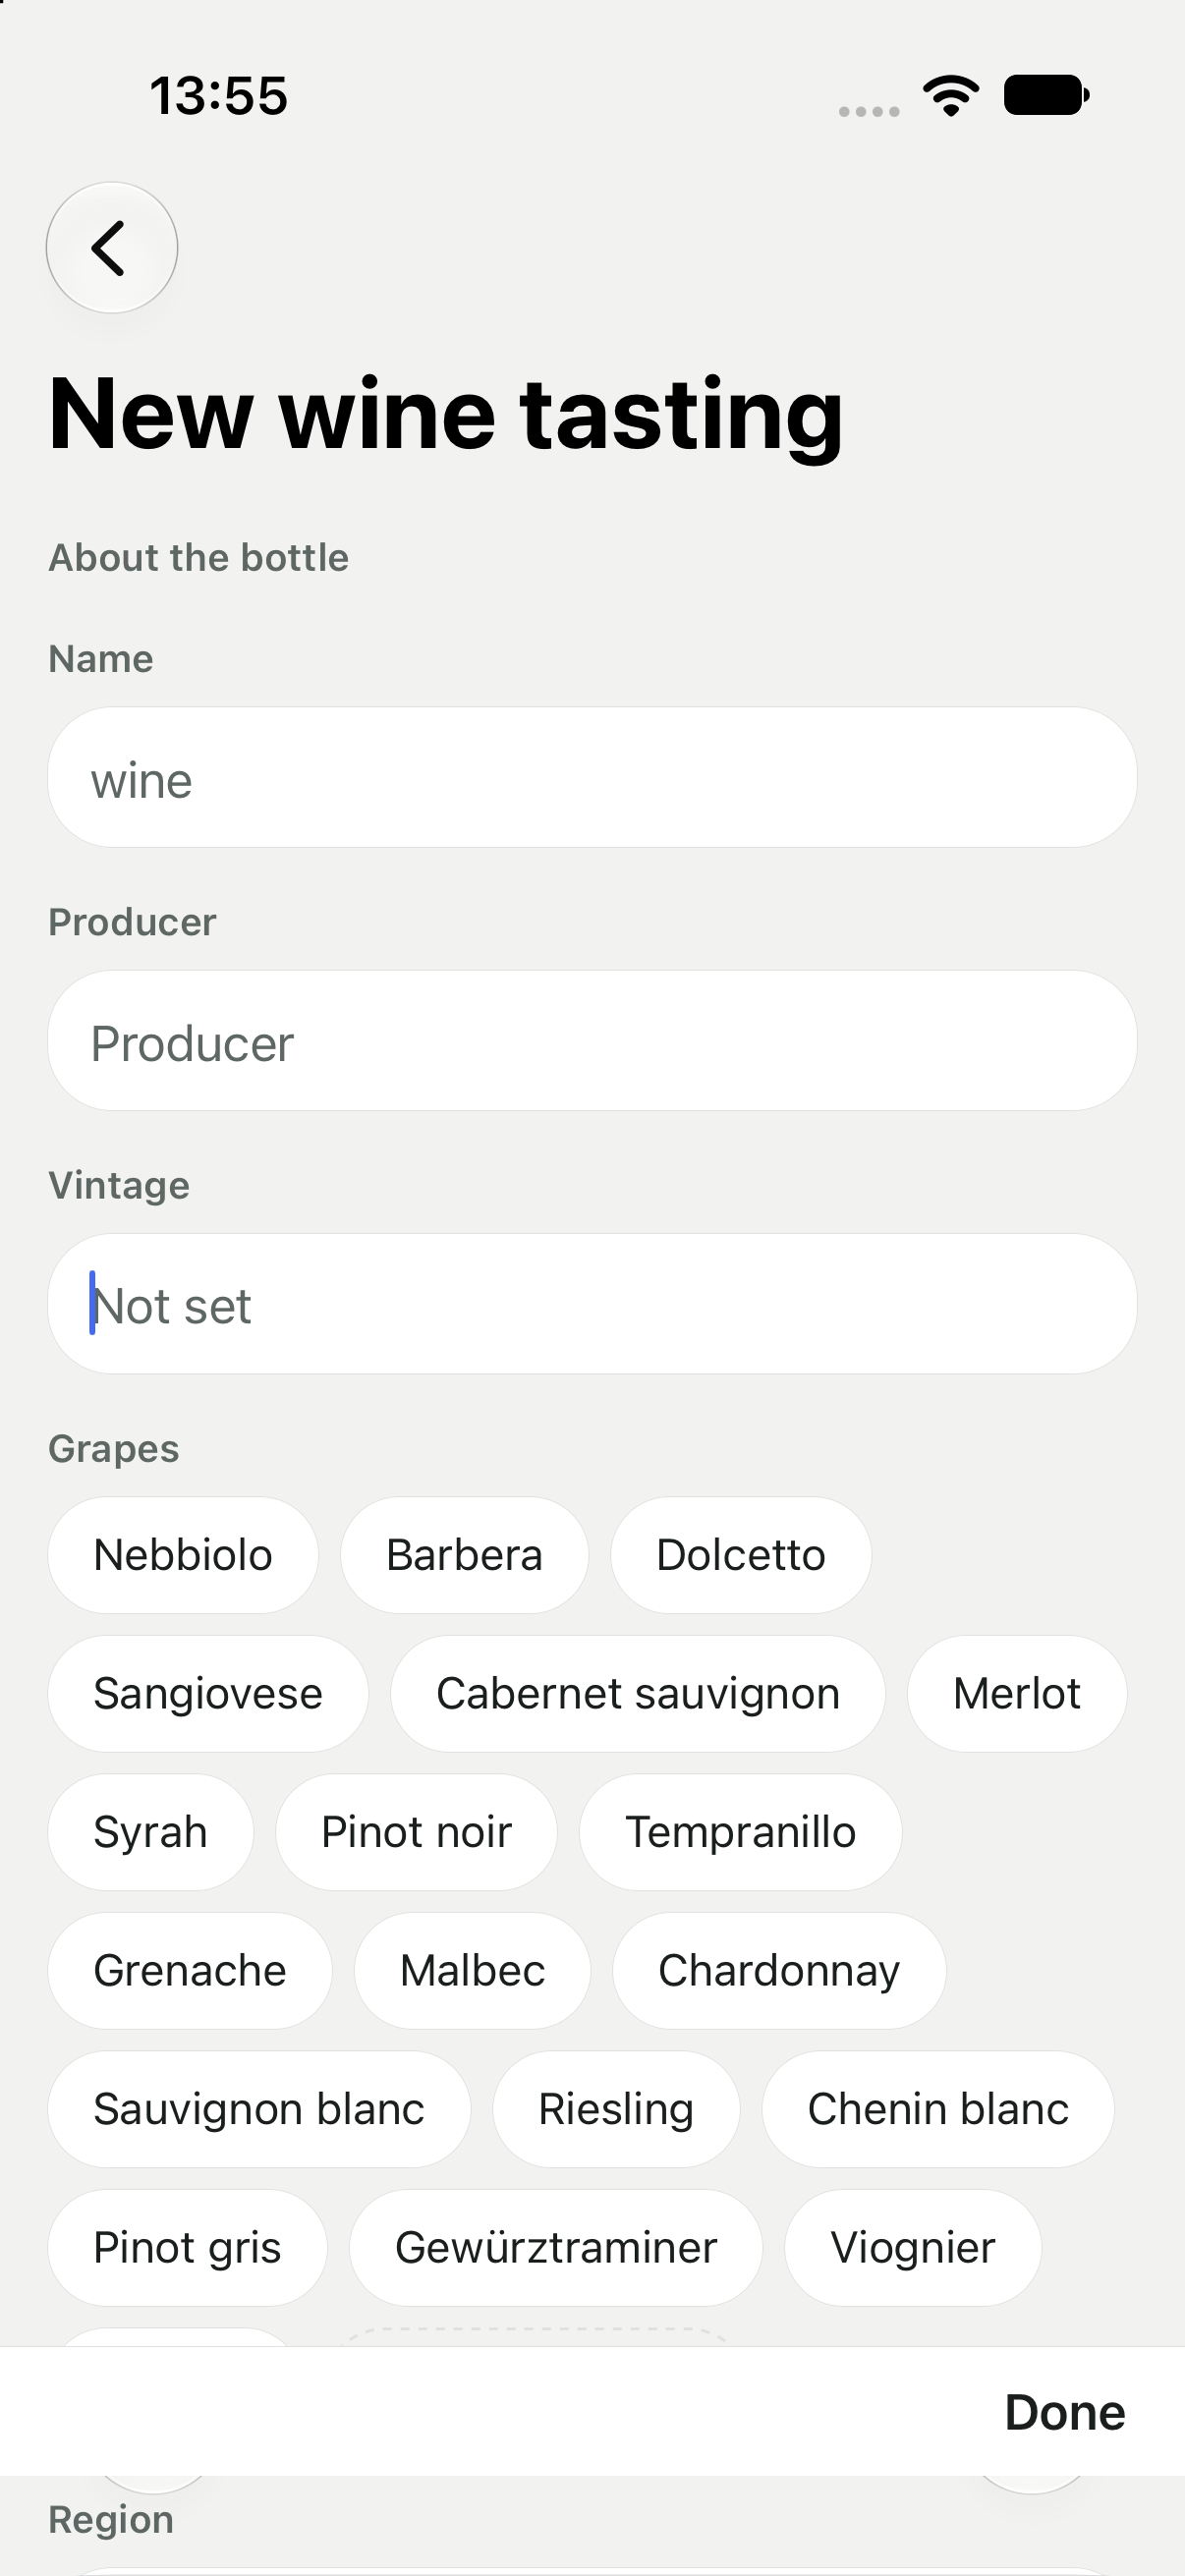 13:55
New wine tasting
About the bottle
Name
wine
Producer
Producer
Vintage
Not set
Grapes
Nebbiolo Barbera Dolcetto
Sangiovese Cabernet sauvignon Merlot
Syrah Pinot noir Tempranillo
Grenache Malbec Chardonnay
Sauvignon blanc Riesling Chenin blanc
Pinot gris Gewürztraminer Viognier
Done
Region